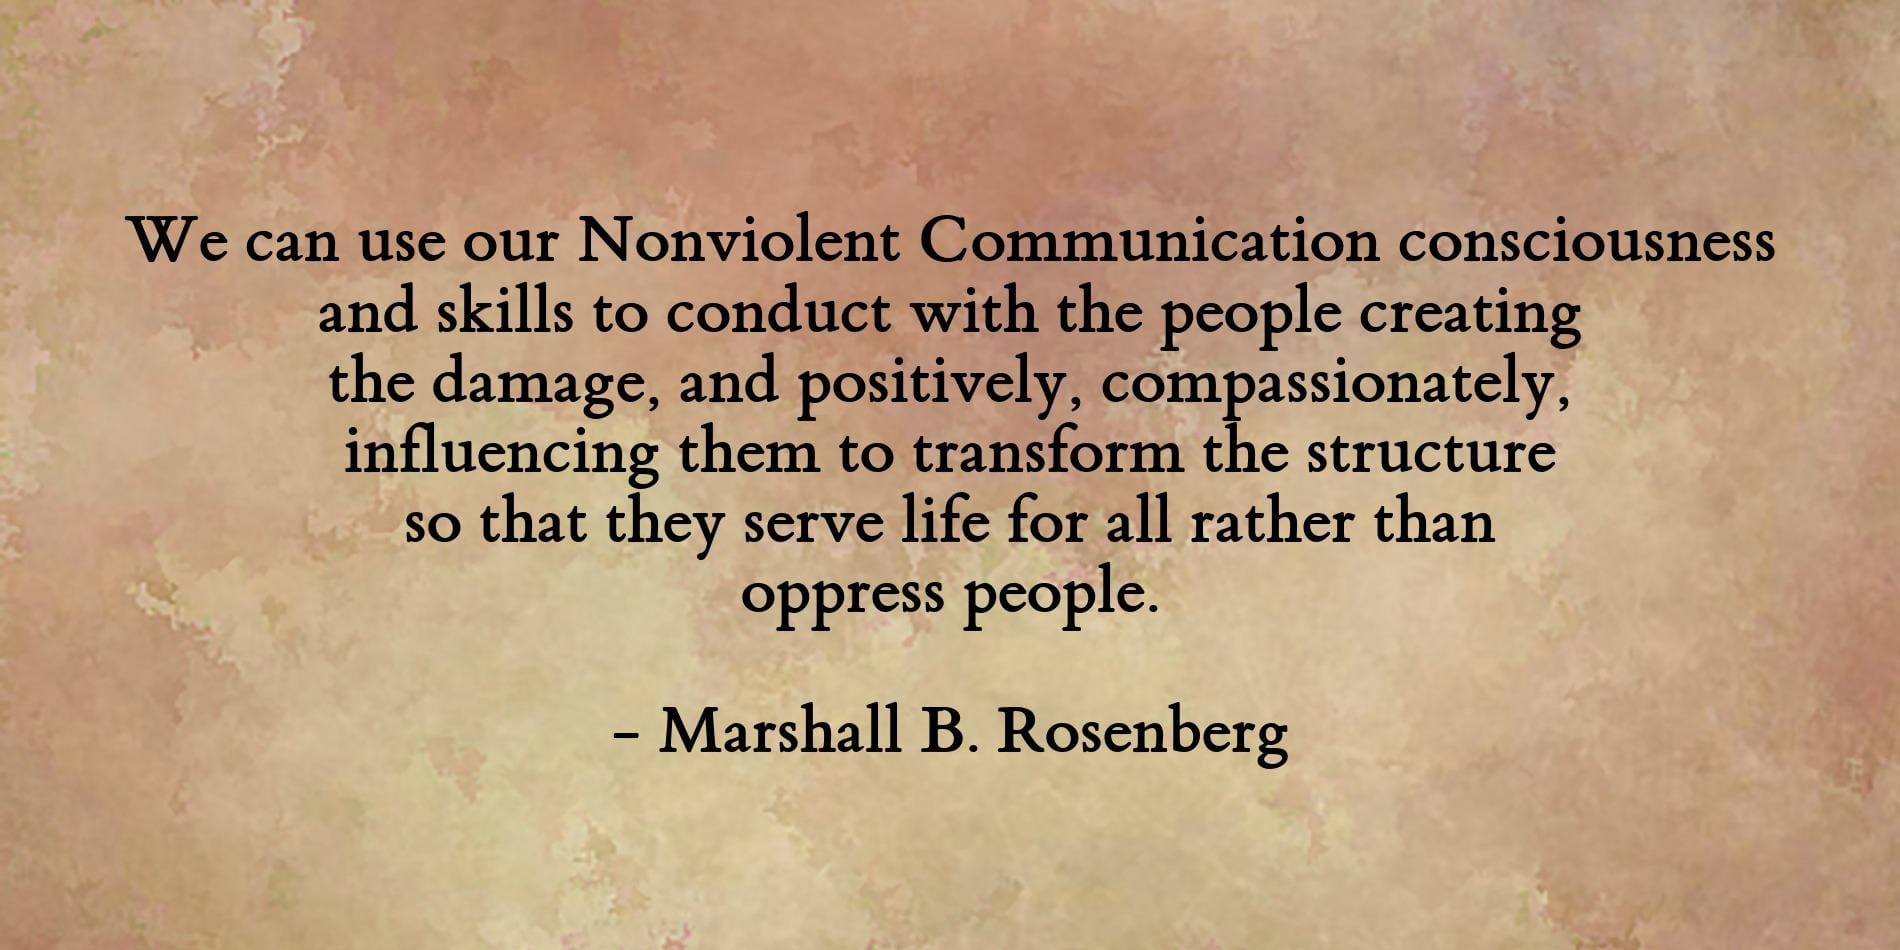 We can use our Nonviolent Communication consciousness
and skills to conduct with the people creating
the damage, and positively, compassionately,
influencing them to transform the structure
so that they serve life for all rather than
oppress people.
– Marshall B. Rosenberg